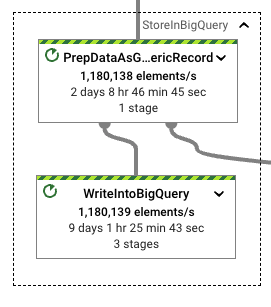 StoreInBigQuery
PrepDataAsG...ericRecord
1,180,138 elements/s
2 days 8 hr 46 min 45 sec
1 stage
WriteIntoBigQuery
1,180,139 elements/s
9 days 1 hr 25 min 43 sec
3 stages